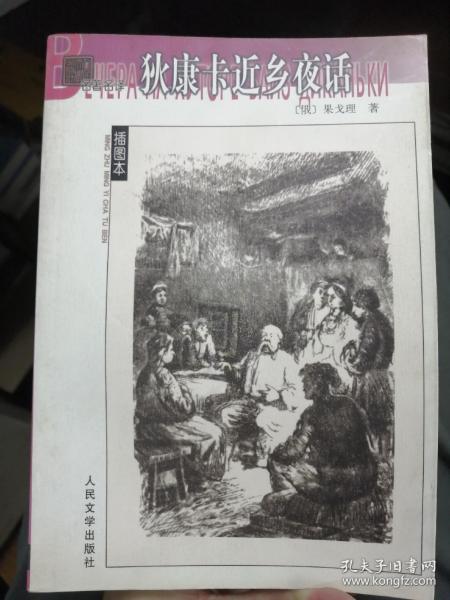 名著名译
狄康卡近乡夜话
〔俄〕果戈理 著
插图本
MING ZHU MING YI CHA TU BEN
人民文学出版社
孔夫子旧书网
www.kongfz.com